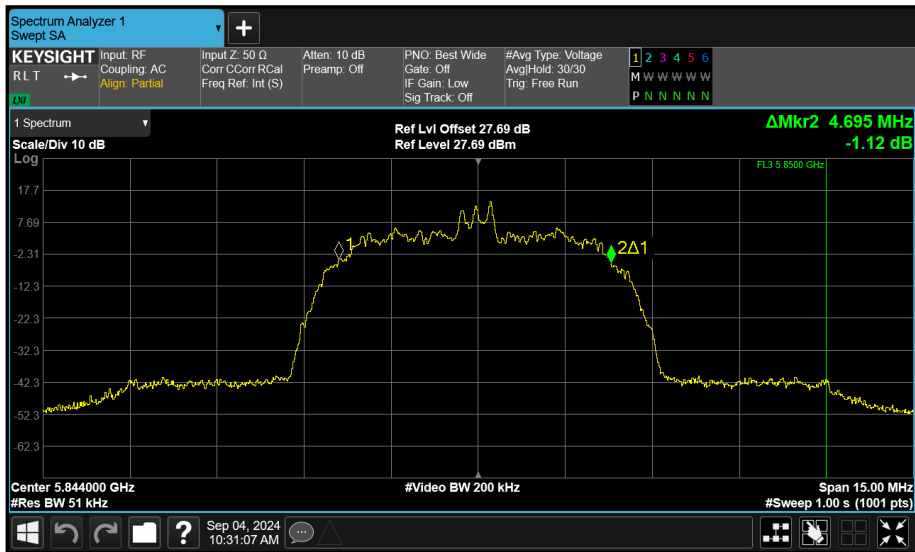 Spectrum Analyzer 1
Swept SA
+
KEYSIGHT
R L T
LXI
Input: RF
Coupling: AC
Align: Partial
Input Z: 50 Ω
Corr CCorr RCal
Freq Ref: Int (S)
Atten: 10 dB
Preamp: Off
PNO: Best Wide
Gate: Off
IF Gain: Low
Sig Track: Off
#Avg Type: Voltage
Avg|Hold: 30/30
Trig: Free Run
1 2 3 4 5 6
M W W W W W
P N N N N N
1 Spectrum
Scale/Div 10 dB
Ref Lvl Offset 27.69 dB
Ref Level 27.69 dBm
ΔMkr2 4.695 MHz
-1.12 dB
Log
FL3 5.8500 GHz
17.7
7.69
-2.31
-12.3
-22.3
-32.3
-42.3
-52.3
-62.3
1
2Δ1
Center 5.844000 GHz
#Video BW 200 kHz
Span 15.00 MHz
#Res BW 51 kHz
#Sweep 1.00 s (1001 pts)
?
Sep 04, 2024
10:31:07 AM